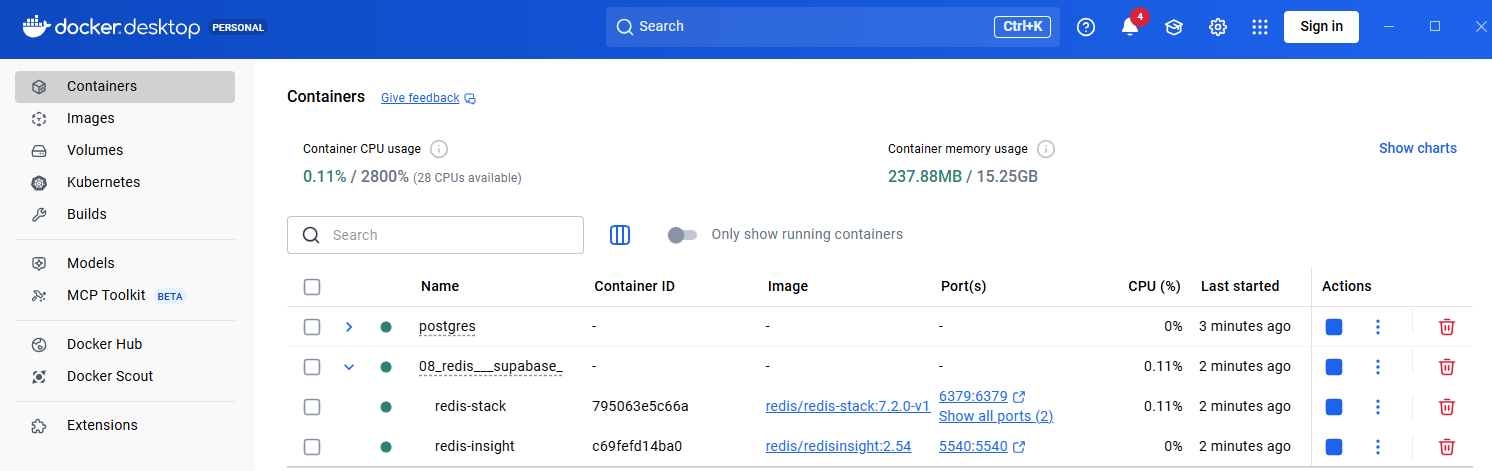 docker.desktop PERSONAL Search Ctrl+K 4 Sign in
Containers
Images
Volumes
Kubernetes
Builds
Models
MCP Toolkit BETA
Docker Hub
Docker Scout
Extensions
Containers Give feedback
Container CPU usage
0.11% / 2800% (28 CPUs available)
Container memory usage
237.88MB / 15.25GB
Show charts
Search Only show running containers
Name Container ID Image Port(s) CPU (%) Last started Actions
postgres - - - 0% 3 minutes ago
08_redis___supabase_ - - - 0.11% 2 minutes ago
redis-stack 795063e5c66a redis/redis-stack:7.2.0-v1 6379:6379 0.11% 2 minutes ago
Show all ports (2)
redis-insight c69fefd14ba0 redis/redisinsight:2.54 5540:5540 0% 2 minutes ago